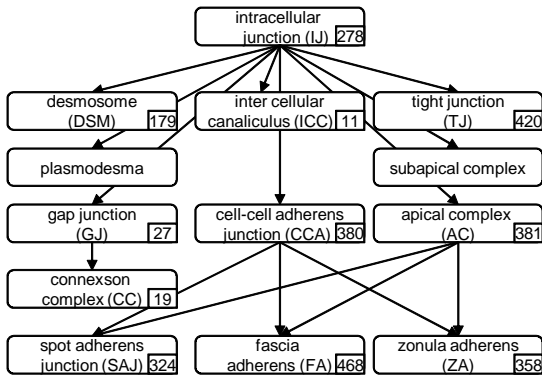 intracellular
junction (IJ) 278
desmosome
(DSM) 179
inter cellular
canaliculus (ICC) 11
tight junction
(TJ) 420
plasmodesma
subapical complex
gap junction
(GJ) 27
cell-cell adherens
junction (CCA) 380
apical complex
(AC) 381
connexson
complex (CC) 19
spot adherens
junction (SAJ) 324
fascia
adherens (FA) 468
zonula adherens
(ZA) 358